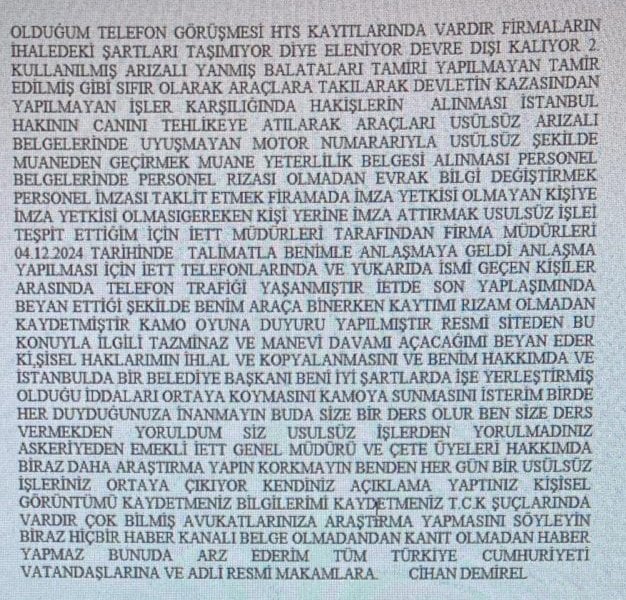 OLDUĞUM TELEFON GÖRÜŞMESİ HTS KAYITLARINDA VARDIR FİRMALARIN
İHALEDEKİ ŞARTLARI TAŞIMIYOR DİYE ELENİYOR DEVRE DIŞI KALIYOR 2.
KULLANILMIŞ ARIZALI YANMIŞ BALATALARI TAMİRİ YAPILMAYAN TAMİR
EDİLMİŞ GİBİ SIFIR OLARAK ARAÇLARA TAKILARAK DEVLETİN KAZASINDAN
YAPILMAYAN İŞLER KARŞILIĞINDA HAKİŞLERİN ALINMASI İSTANBUL
HAKININ CANINI TEHLİKEYE ATILARAK ARAÇLARI USÜLSÜZ ARIZALI
BELGELERİNDE UYUŞMAYAN MOTOR NUMARARIYLA USÜLSÜZ ŞEKİLDE
MUANEDEN GEÇİRMEK MUANE YETERLİLİK BELGESİ ALINMASI PERSONEL
BELGELERİNDE PERSONEL RIZASI OLMADAN EVRAK BİLGİ DEĞİŞTİRMEK
PERSONEL İMZASI TAKLİT ETMEK FİRAMADA İMZA YETKİSİ OLMAYAN KİŞİYE
İMZA YETKİSİ OLMASIGEREKEN KİŞİ YERİNE İMZA ATTIRMAK USULSÜZ İŞLEİ
TESPİT ETTİĞİM İÇİN İETT MÜDÜRLERİ TARAFINDAN FİRMA MÜDÜRLERİ
04.12.2024 TARİHİNDE TALİMATLA BENİMLE ANLAŞMAYA GELDİ ANLAŞMA
YAPILMASI İÇİN İETT TELEFONLARINDA VE YUKARIDA İSMİ GEÇEN KİŞİLER
ARASINDA TELEFON TRAFİĞİ YAŞANMIŞTIR İETDE SON YAPLAŞIMINDA
BEYAN ETTİĞİ ŞEKİLDE BENİM ARAÇA BİNERKEN KAYTIMI RIZAM OLMADAN
KAYDETMİŞTİR KAMO OYUNA DUYURU YAPILMIŞTIR RESMİ SİTEDEN BU
KONUYLA İLGİLİ TAZMİNAZ VE MANEVİ DAVAMI AÇACAĞIMI BEYAN EDER
KİŞİSEL HAKLARIMIN İHLAL VE KOPYALANMASINI VE BENİM HAKKIMDA VE
İSTANBULDA BİR BELEDİYE BAŞKANI BENİ İYİ ŞARTLARDA İŞE YERLEŞTİRMİŞ
OLDUĞU İDDALARI ORTAYA KOYMASINI KAMOYA SUNMASINI İSTERİM BİRDE
HER DUYDUĞUNUZA İNANMAYIN BUDA SİZE BİR DERS OLUR BEN SİZE DERS
VERMEKDEN YORULDUM SİZ USULSÜZ İŞLERDEN YORULMADINIZ
ASKERİYEDEN EMEKLİ İETT GENEL MÜDÜRÜ VE ÇETE ÜYELERİ HAKKIMDA
BİRAZ DAHA ARAŞTIRMA YAPIN KORKMAYIN BENDEN HER GÜN BİR USÜLSÜZ
İŞLERİNİZ ORTAYA ÇIKIYOR KENDİNİZ AÇIKLAMA YAPTINIZ KİŞİSEL
GÖRÜNTÜMÜ KAYDETMENİZ BİLGİLERİMİ KAYDETMENİZ T.C.K ŞUÇLARINDA
VARDIR ÇOK BİLMİŞ AVUKATLARINIZA ARAŞTIRMA YAPMASINI SÖYLEYİN
BİRAZ HİÇBİR HABER KANALI BELGE OLMADANDAN KANIT OLMADAN HABER
YAPMAZ BUNUDA ARZ EDERİM TÜM TÜRKİYE CUMHURİYETİ
VATANDAŞLARINA VE ADLİ RESMİ MAKAMLARA. CİHAN DEMİREL